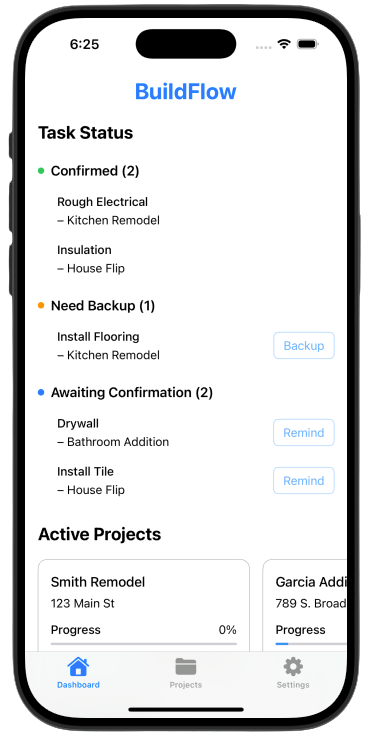 6:25
BuildFlow
Task Status
Confirmed (2)
Rough Electrical
– Kitchen Remodel
Insulation
– House Flip
Need Backup (1)
Install Flooring
– Kitchen Remodel
Backup
Awaiting Confirmation (2)
Drywall
– Bathroom Addition
Remind
Install Tile
– House Flip
Remind
Active Projects
Smith Remodel
123 Main St
Progress 0%
Garcia Addi
789 S. Broad
Progress
Dashboard
Projects
Settings